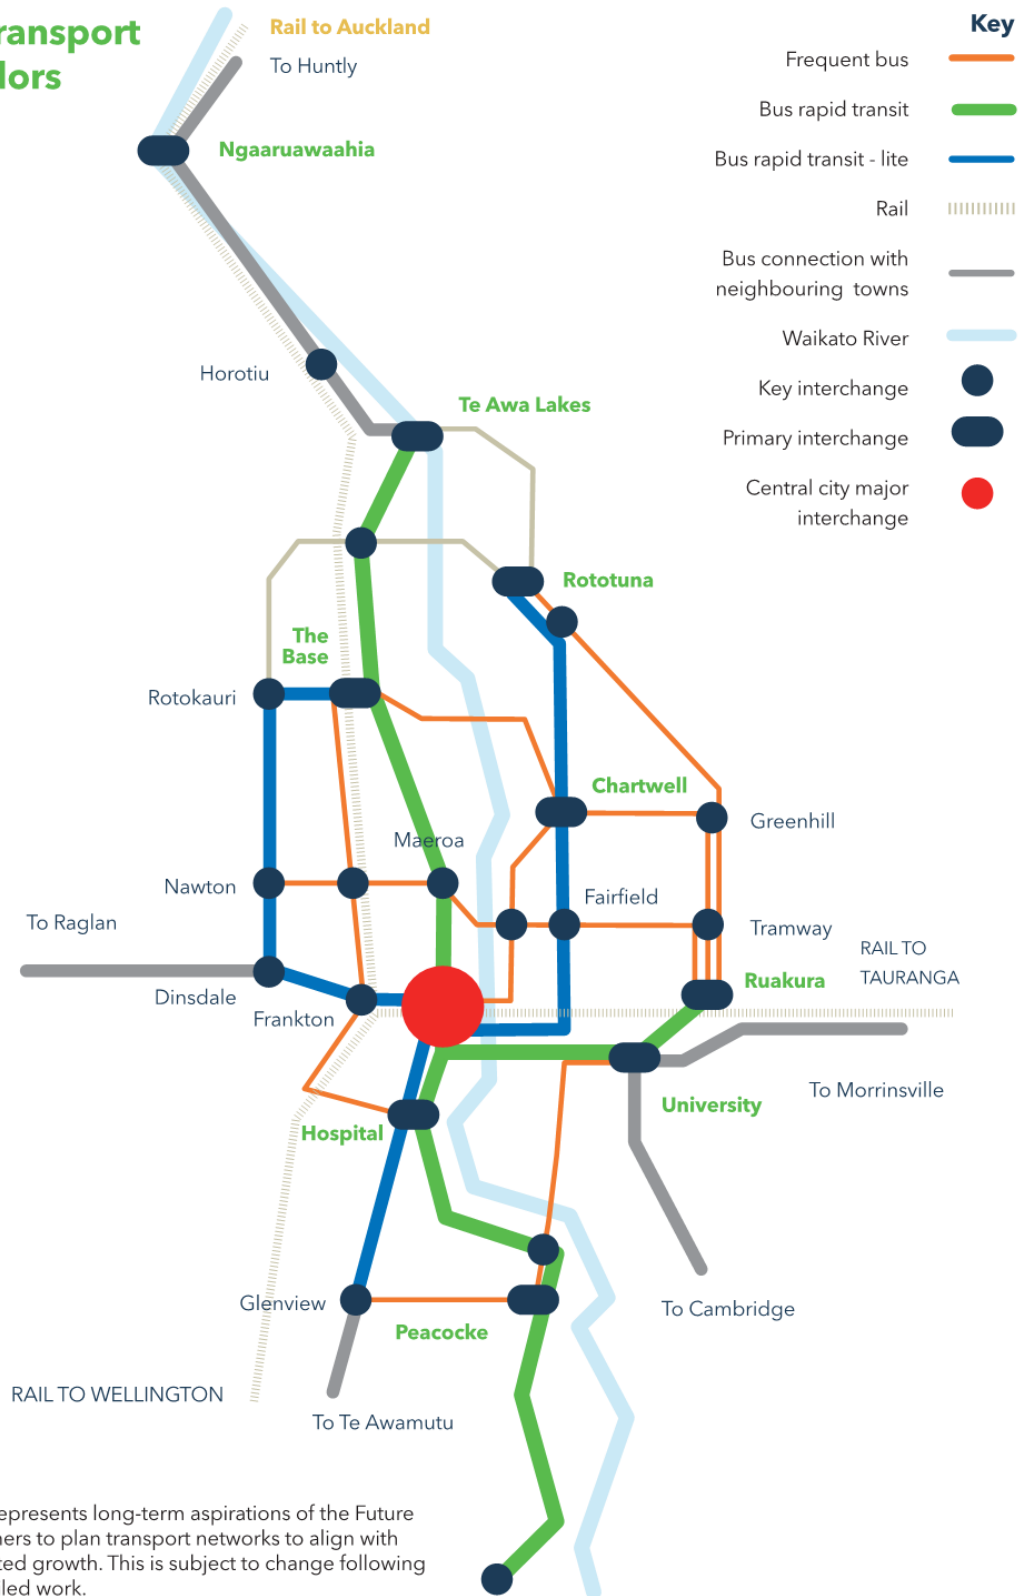 ransport
lors
Rail to Auckland
To Huntly
Ngaaruawaahia
Key
Frequent bus
Bus rapid transit
Bus rapid transit - lite
Rail
Bus connection with
neighbouring towns
Waikato River
Key interchange
Primary interchange
Central city major
interchange
Horotiu
Te Awa Lakes
Rototuna
The
Base
Rotokauri
Chartwell
Greenhill
Maeroa
Nawton
Fairfield
To Raglan
Tramway
RAIL TO
TAURANGA
Ruakura
Dinsdale
Frankton
To Morrinsville
University
Hospital
Glenview
To Cambridge
Peacocke
RAIL TO WELLINGTON
To Te Awamutu
epresents long-term aspirations of the Future
ners to plan transport networks to align with
ted growth. This is subject to change following
led work.